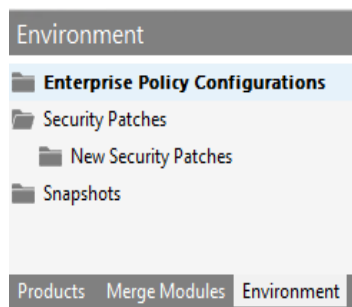 Environment
Enterprise Policy Configurations
Security Patches
New Security Patches
Snapshots
Products Merge Modules Environment